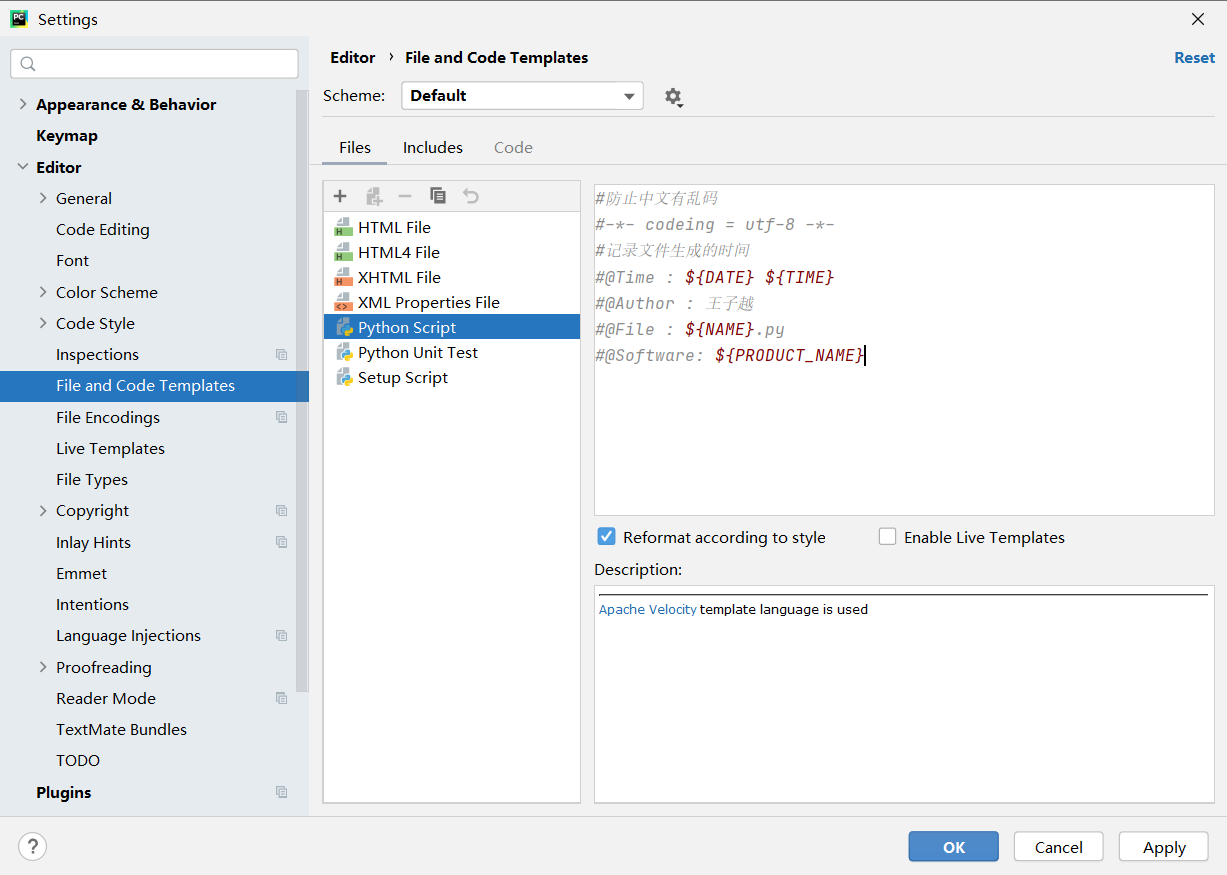 Settings
Editor › File and Code Templates
Reset
Scheme: Default
Files Includes Code
Appearance & Behavior
Keymap
Editor
General
Code Editing
Font
Color Scheme
Code Style
Inspections
File and Code Templates
File Encodings
Live Templates
File Types
Copyright
Inlay Hints
Emmet
Intentions
Language Injections
Proofreading
Reader Mode
TextMate Bundles
TODO
Plugins
HTML File
HTML4 File
XHTML File
XML Properties File
Python Script
Python Unit Test
Setup Script
#防止中文有乱码
#-*- codeing = utf-8 -*-
#记录文件生成的时间
#@Time : ${DATE} ${TIME}
#@Author : 王子越
#@File : ${NAME}.py
#@Software: ${PRODUCT_NAME}
Reformat according to style Enable Live Templates
Description:
Apache Velocity template language is used
? OK Cancel Apply